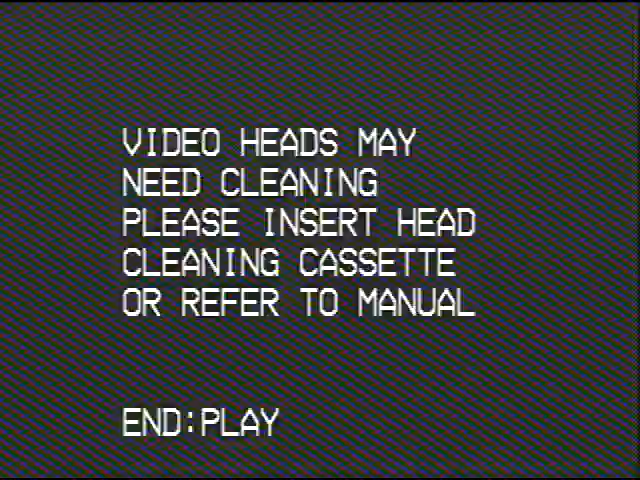 VIDEO HEADS MAY
NEED CLEANING
PLEASE INSERT HEAD
CLEANING CASSETTE
OR REFER TO MANUAL
END:PLAY